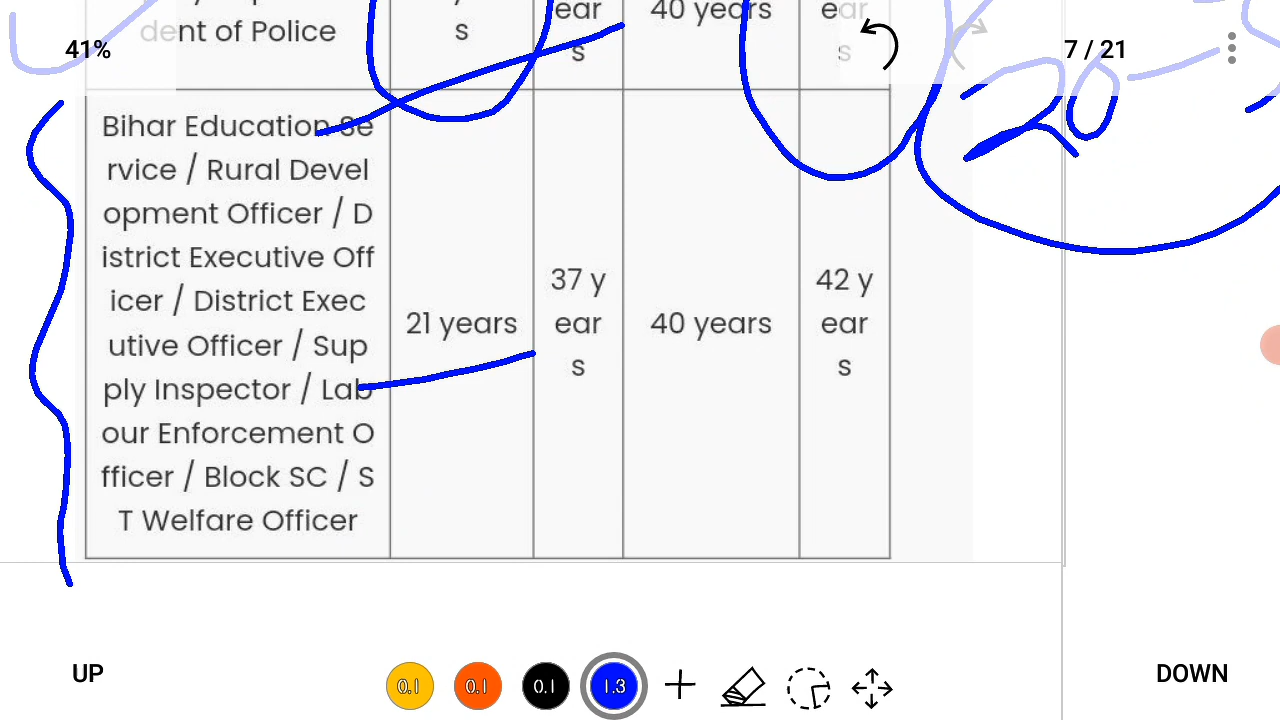 ear 40 years ear
dent of Police s s s
41% 7 / 21
20
Bihar Education Se
rvice / Rural Devel
opment Officer / D
istrict Executive Off
icer / District Exec
utive Officer / Sup
ply Inspector / Lab
our Enforcement O
fficer / Block SC / S
T Welfare Officer
21 years
37 y
ear
s
40 years
42 y
ear
s
UP 0.1 0.1 0.1 1.3 DOWN